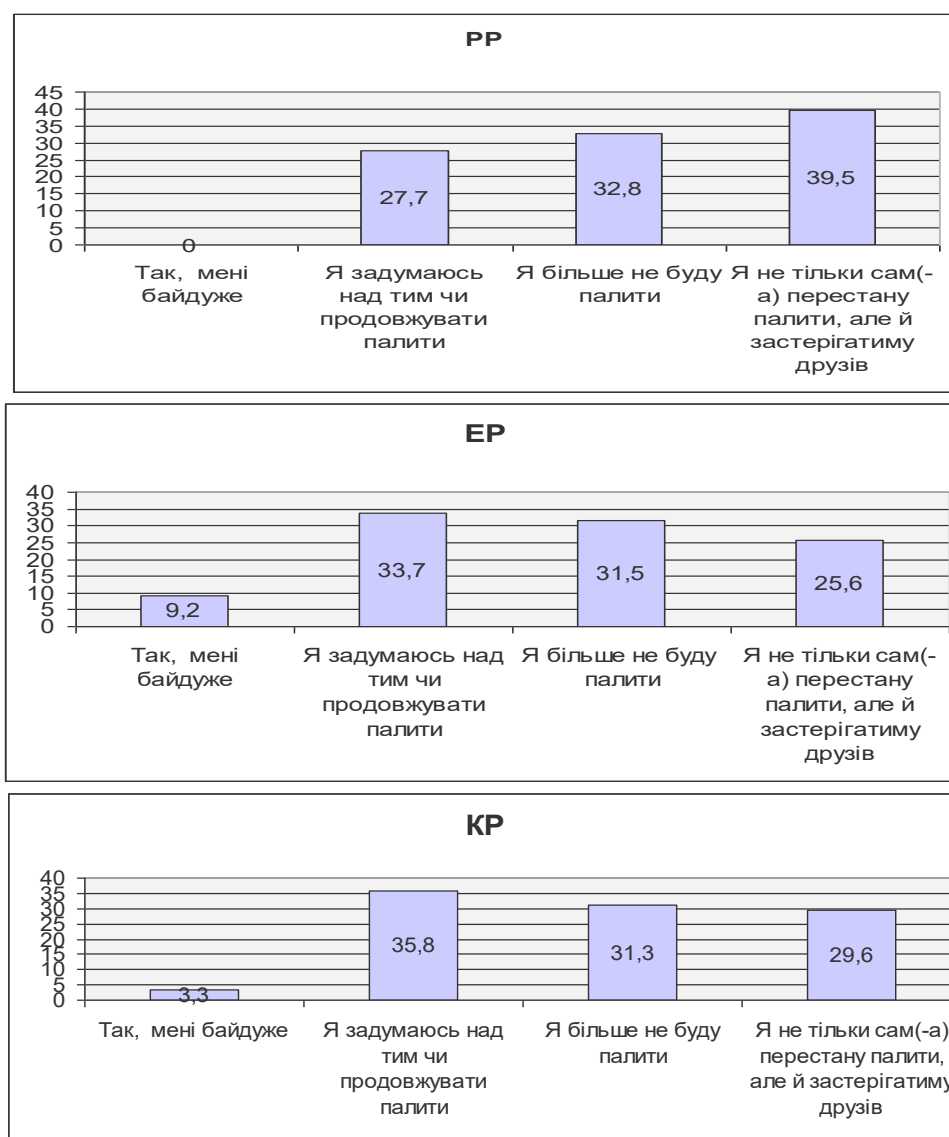 РР
45
40
35
30
25
20
15
10
5
0
0
27,7
32,8
39,5
Так, мені
байдуже
Я задумаюсь
над тим чи
продовжувати
палити
Я більше не буду
палити
Я не тільки сам(-
а) перестану
палити, але й
застерігатиму
друзів
ЕР
40
35
30
25
20
15
10
5
0
9,2
33,7
31,5
25,6
Так, мені
байдуже
Я задумаюсь над
тим чи
продовжувати
палити
Я більше не буду
палити
Я не тільки сам(-
а) перестану
палити, але й
застерігатиму
друзів
КР
40
35
30
25
20
15
10
5
0
3,3
35,8
31,3
29,6
Так, мені байдуже
Я задумаюсь над
тим чи
продовжувати
палити
Я більше не буду
палити
Я не тільки сам(-а)
перестану палити,
але й застерігатиму
друзів